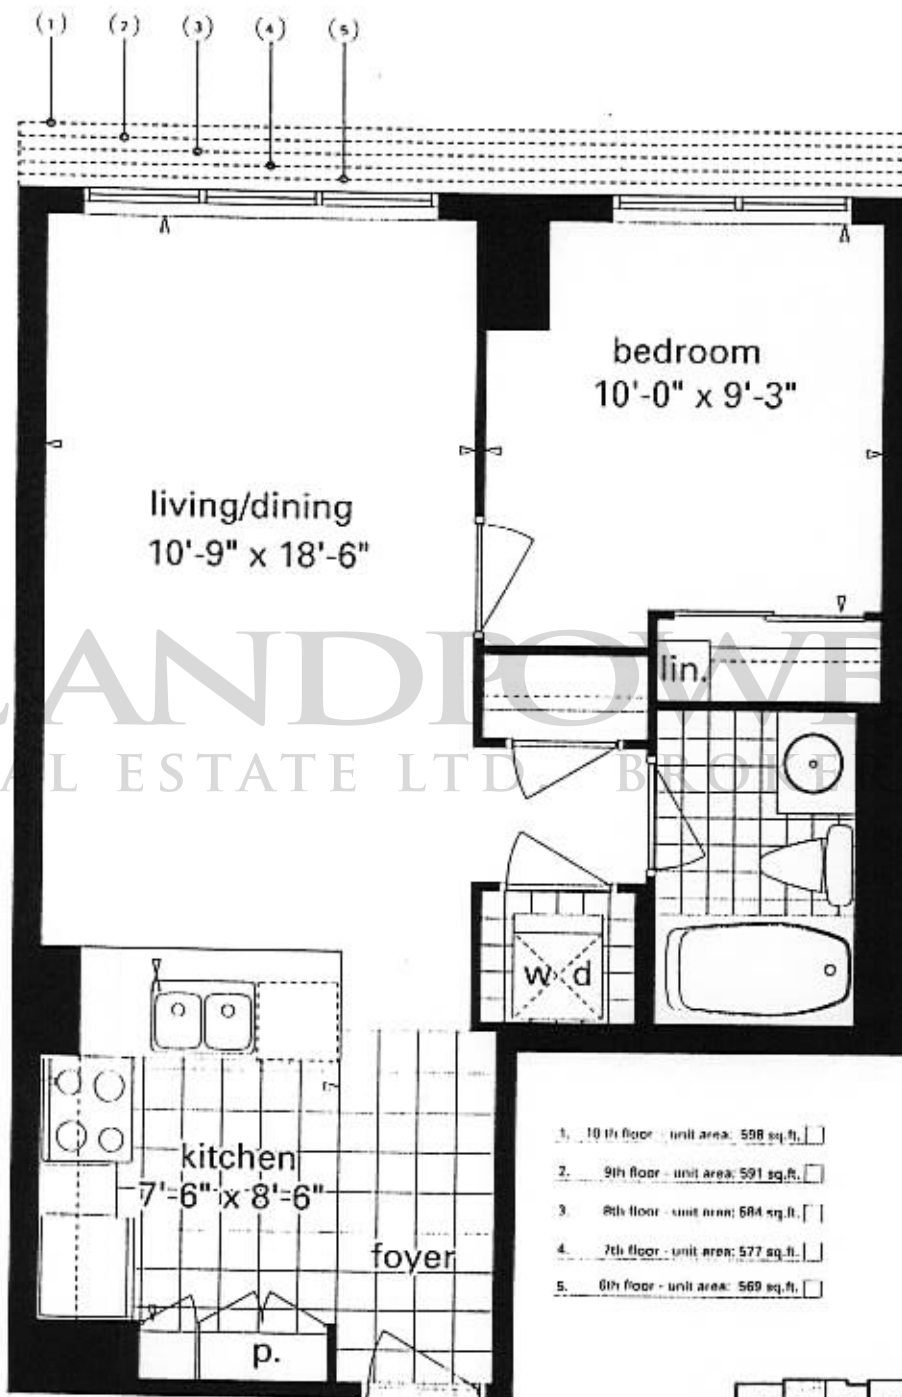 (1) (2) (3) (4) (5)
bedroom
10'-0" x 9'-3"
living/dining
10'-9" x 18'-6"
LANDPOWE
lin.
AL ESTATE LTD BROKER
w d
kitchen
7'-6" x 8'-6"
foyer
p.
1. 10 th floor - unit area: 598 sq.ft.
2. 9th floor - unit area: 591 sq.ft.
3. 8th floor - unit area: 584 sq.ft.
4. 7th floor - unit area: 577 sq.ft.
5. 6th floor - unit area: 569 sq.ft.